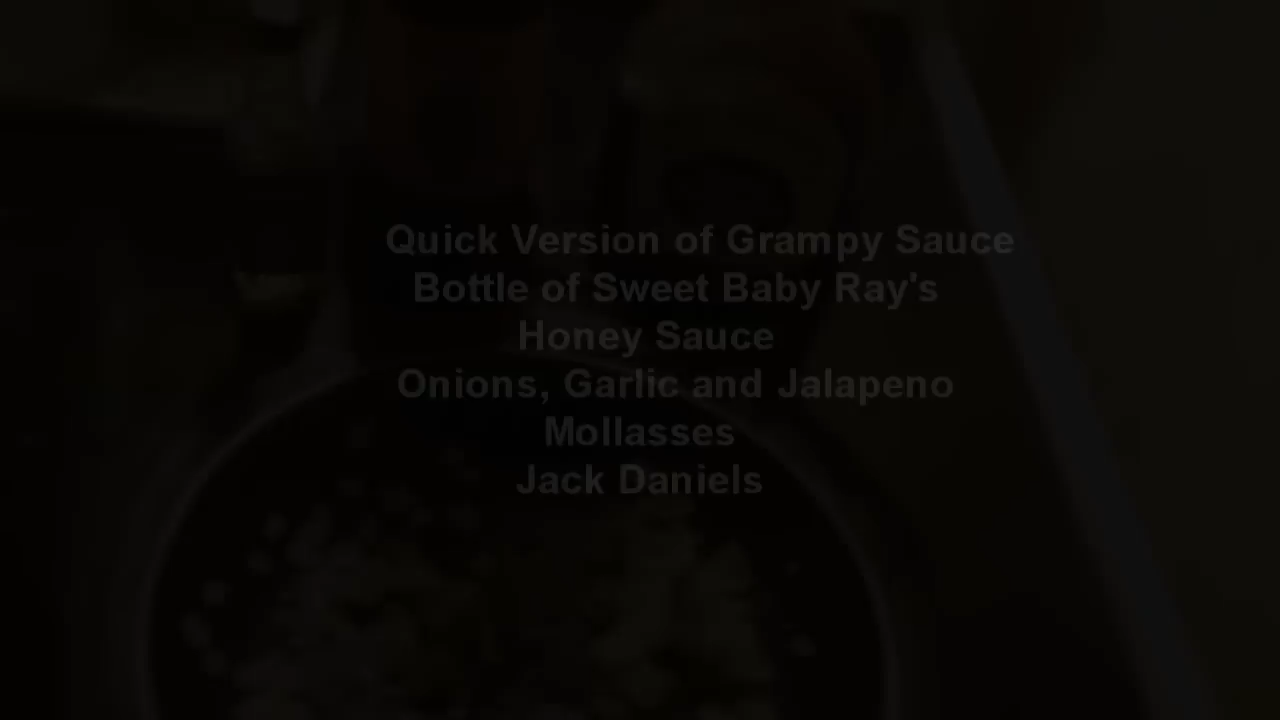 Quick Version of Grampy Sauce
Bottle of Sweet Baby Ray's
Honey Sauce
Onions, Garlic and Jalapeno
Mollasses
Jack Daniels